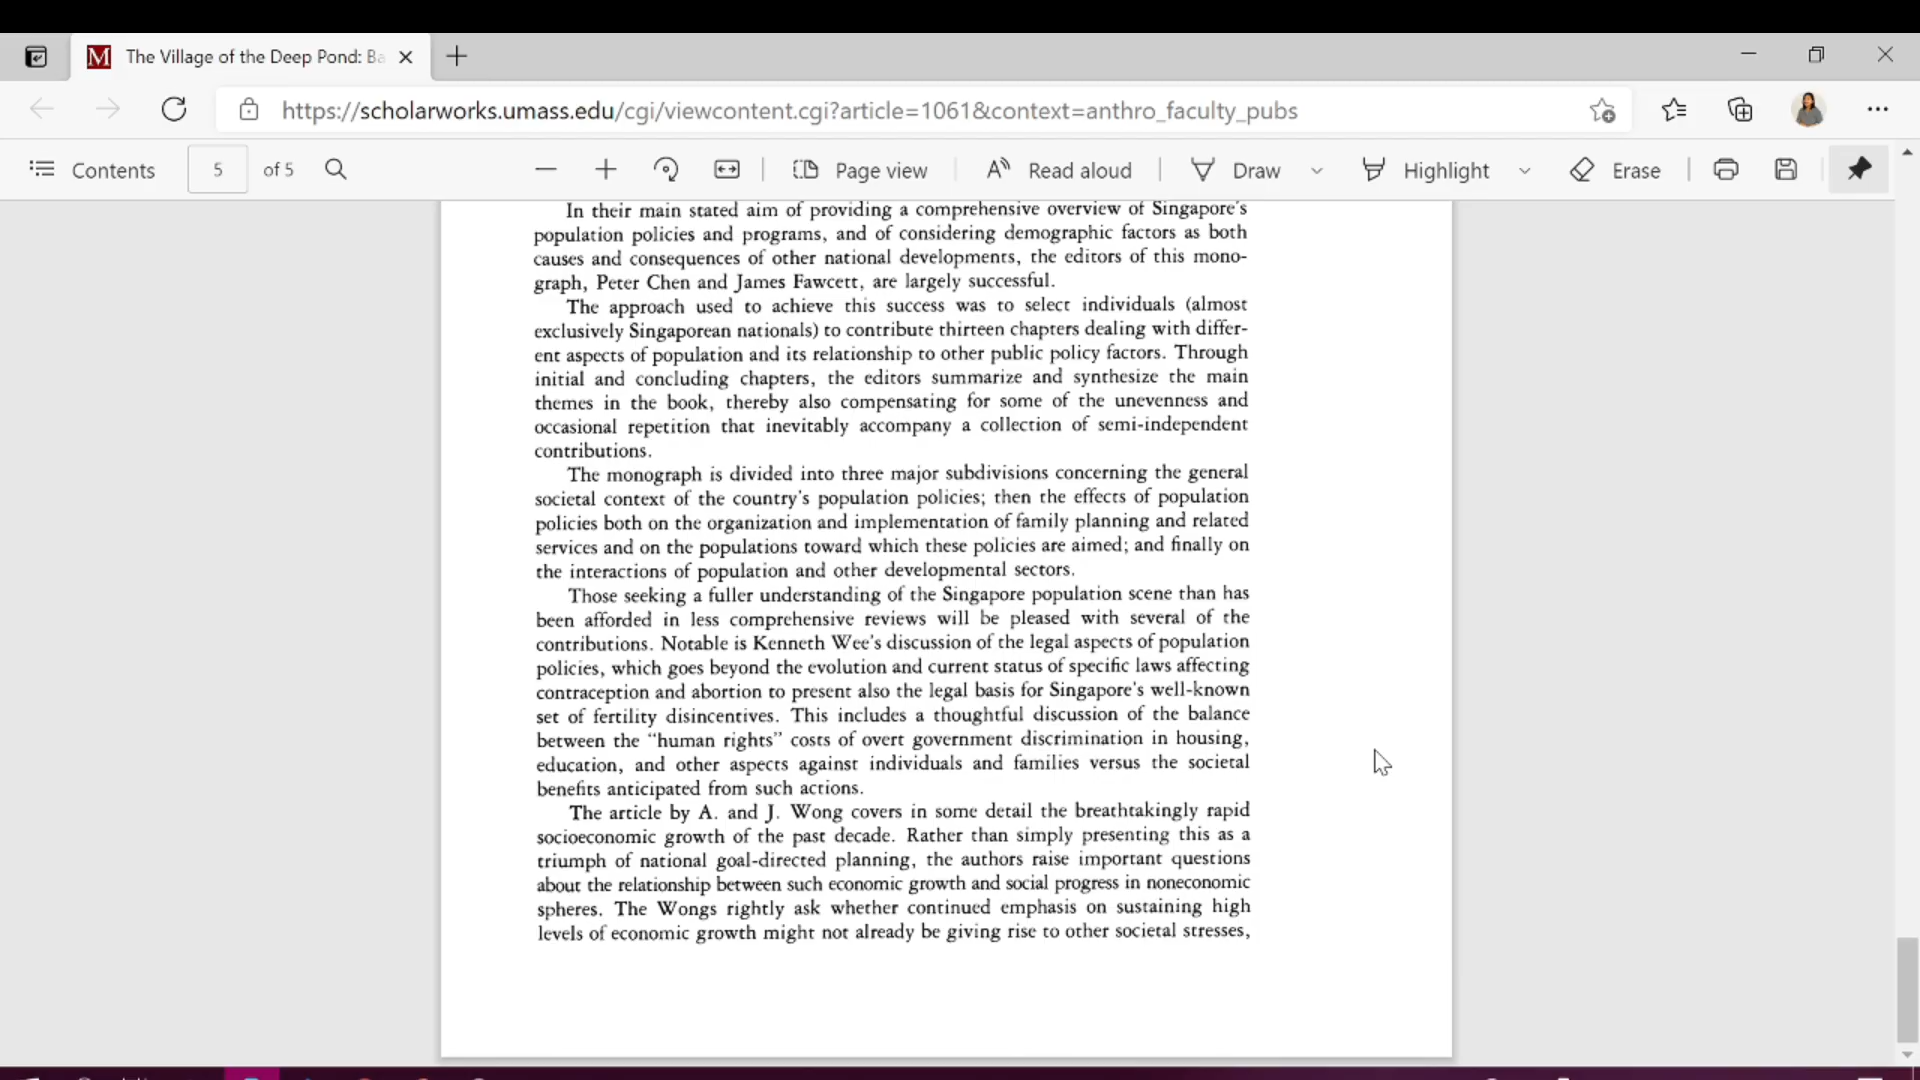 The Village of the Deep Pond: Ba
https://scholarworks.umass.edu/cgi/viewcontent.cgi?article=1061&context=anthro_faculty_pubs
Contents 5 of 5 Page view Read aloud Draw Highlight Erase
In their main stated aim of providing a comprehensive overview of Singapore's
population policies and programs, and of considering demographic factors as both
causes and consequences of other national developments, the editors of this mono-
graph, Peter Chen and James Fawcett, are largely successful.
The approach used to achieve this success was to select individuals (almost
exclusively Singaporean nationals) to contribute thirteen chapters dealing with differ-
ent aspects of population and its relationship to other public policy factors. Through
initial and concluding chapters, the editors summarize and synthesize the main
themes in the book, thereby also compensating for some of the unevenness and
occasional repetition that inevitably accompany a collection of semi-independent
contributions.
The monograph is divided into three major subdivisions concerning the general
societal context of the country's population policies; then the effects of population
policies both on the organization and implementation of family planning and related
services and on the populations toward which these policies are aimed; and finally on
the interactions of population and other developmental sectors.
Those seeking a fuller understanding of the Singapore population scene than has
been afforded in less comprehensive reviews will be pleased with several of the
contributions. Notable is Kenneth Wee's discussion of the legal aspects of population
policies, which goes beyond the evolution and current status of specific laws affecting
contraception and abortion to present also the legal basis for Singapore's well-known
set of fertility disincentives. This includes a thoughtful discussion of the balance
between the "human rights" costs of overt government discrimination in housing,
education, and other aspects against individuals and families versus the societal
benefits anticipated from such actions.
The article by A. and J. Wong covers in some detail the breathtakingly rapid
socioeconomic growth of the past decade. Rather than simply presenting this as a
triumph of national goal-directed planning, the authors raise important questions
about the relationship between such economic growth and social progress in noneconomic
spheres. The Wongs rightly ask whether continued emphasis on sustaining high
levels of economic growth might not already be giving rise to other societal stresses,